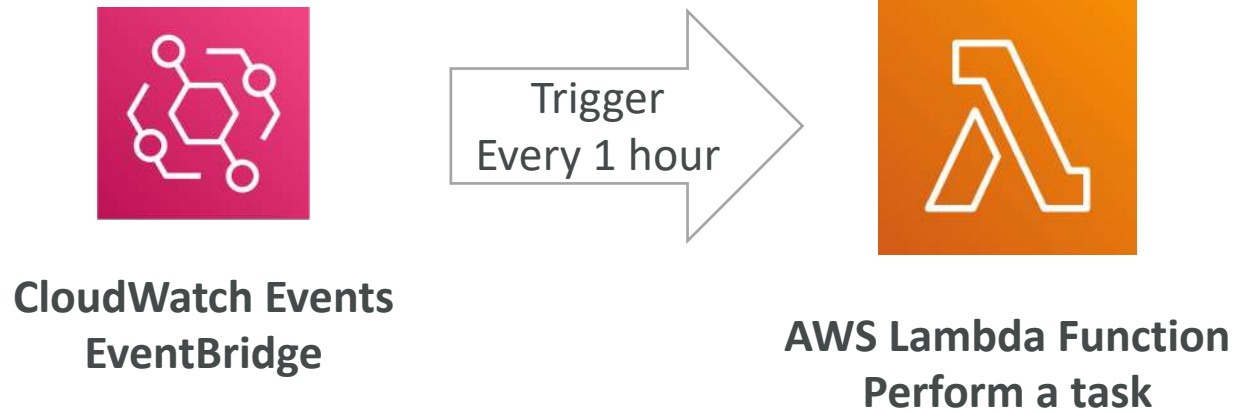 Trigger
Every 1 hour
CloudWatch Events
EventBridge
AWS Lambda Function
Perform a task